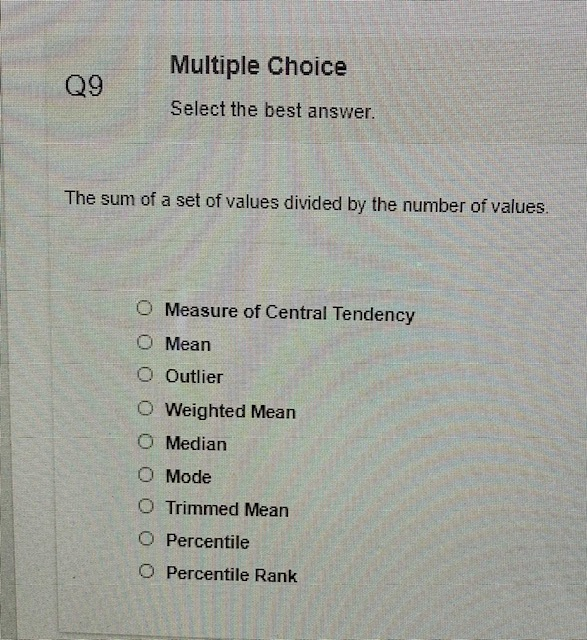 Q9
Multiple Choice
Select the best answer.
The sum of a set of values divided by the number of values.
Measure of Central Tendency
Mean
Outlier
Weighted Mean
Median
Mode
Trimmed Mean
Percentile
Percentile Rank